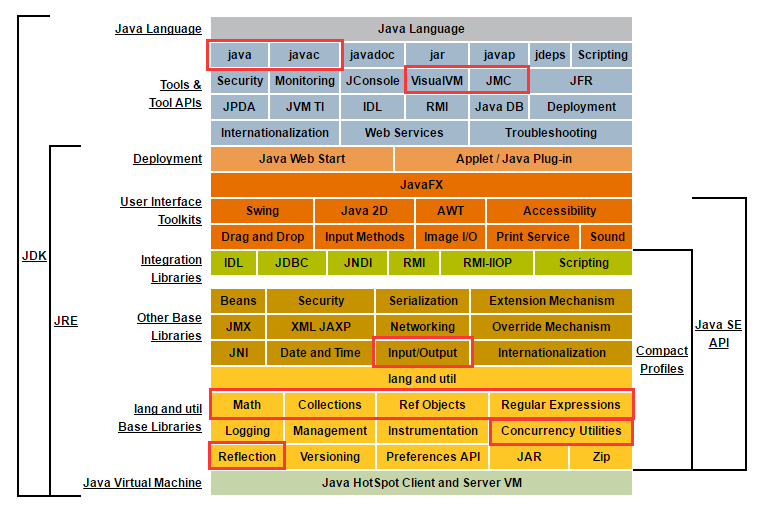 Java Language Java Language
java javac javadoc jar javap jdeps Scripting
Tools & Tool APIs
Security Monitoring JConsole VisualVM JMC JFR
JPDA JVM TI IDL RMI Java DB Deployment
Internationalization Web Services Troubleshooting
Deployment Java Web Start Applet / Java Plug-in
JavaFX
User Interface Toolkits
Swing Java 2D AWT Accessibility
Drag and Drop Input Methods Image I/O Print Service Sound
Integration Libraries
IDL JDBC JNDI RMI RMI-IIOP Scripting
JDK
JRE
Other Base Libraries
Beans Security Serialization Extension Mechanism
JMX XML JAXP Networking Override Mechanism
JNI Date and Time Input/Output Internationalization
Java SE API
Compact Profiles
lang and util
lang and util Base Libraries
Math Collections Ref Objects Regular Expressions
Logging Management Instrumentation Concurrency Utilities
Reflection Versioning Preferences API JAR Zip
Java Virtual Machine Java HotSpot Client and Server VM